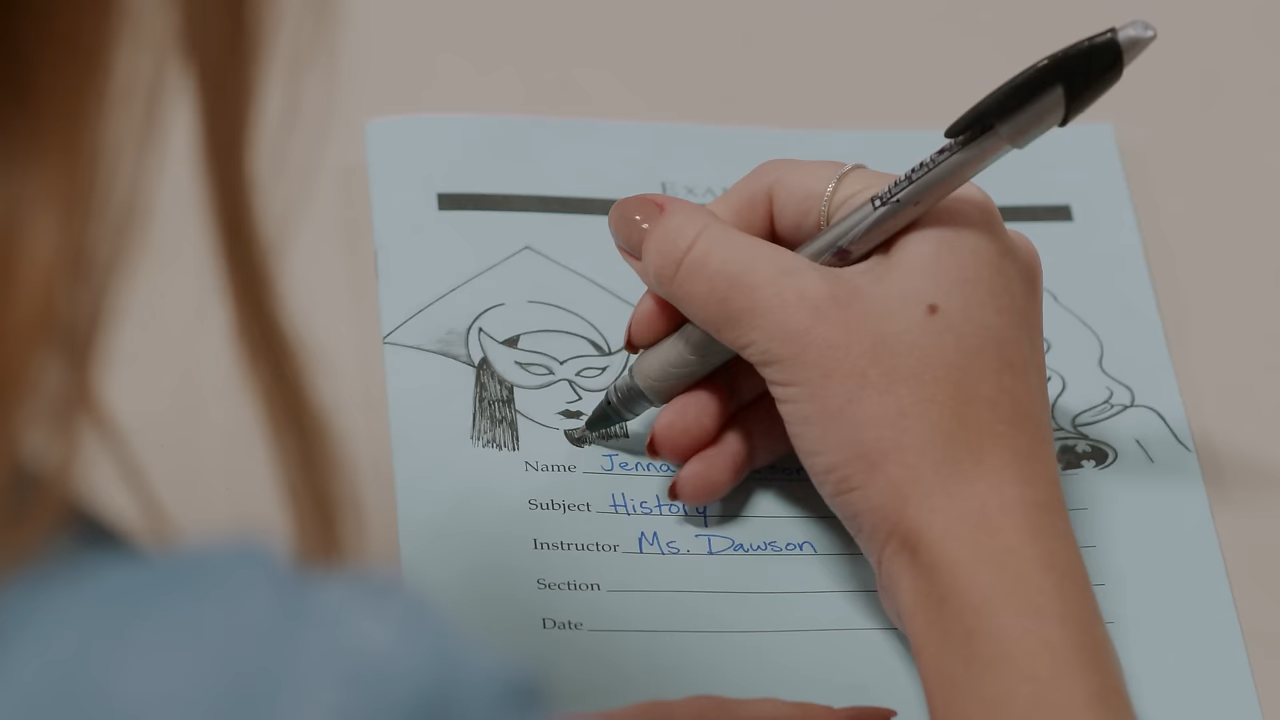 Name Jenna
Subject History
Instructor Ms. Dawson
Section
Date